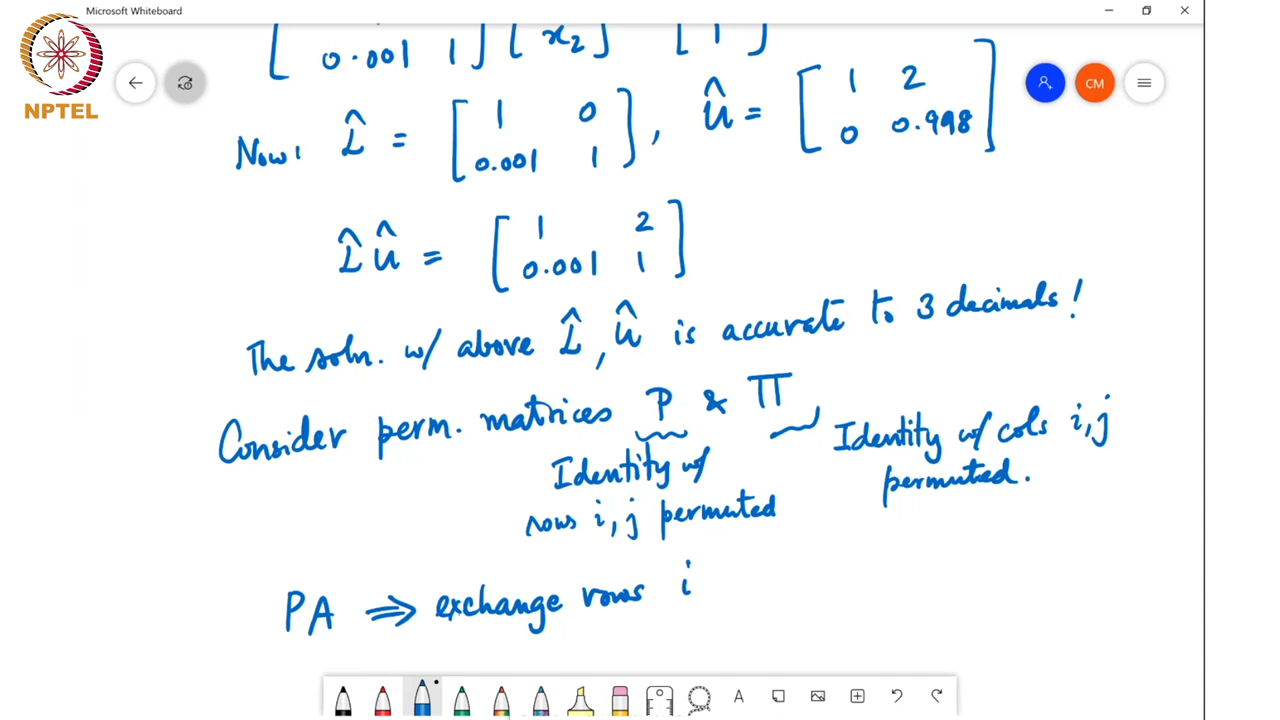 Microsoft Whiteboard
NPTEL
CM
[ 0.001 1 ] [ x₂ ] [ 1 ]
Now: L̂ = [ 1 0 ; 0.001 1 ], Û = [ 1 2 ; 0 0.998 ]
L̂Û = [ 1 2 ; 0.001 1 ]
The soln. w/ above L̂, Û is accurate to 3 decimals!
Consider perm. matrices P & Π
Identity w/ rows i, j permuted
Identity w/ cols i, j permuted.
PA ⇒ exchange rows i
A